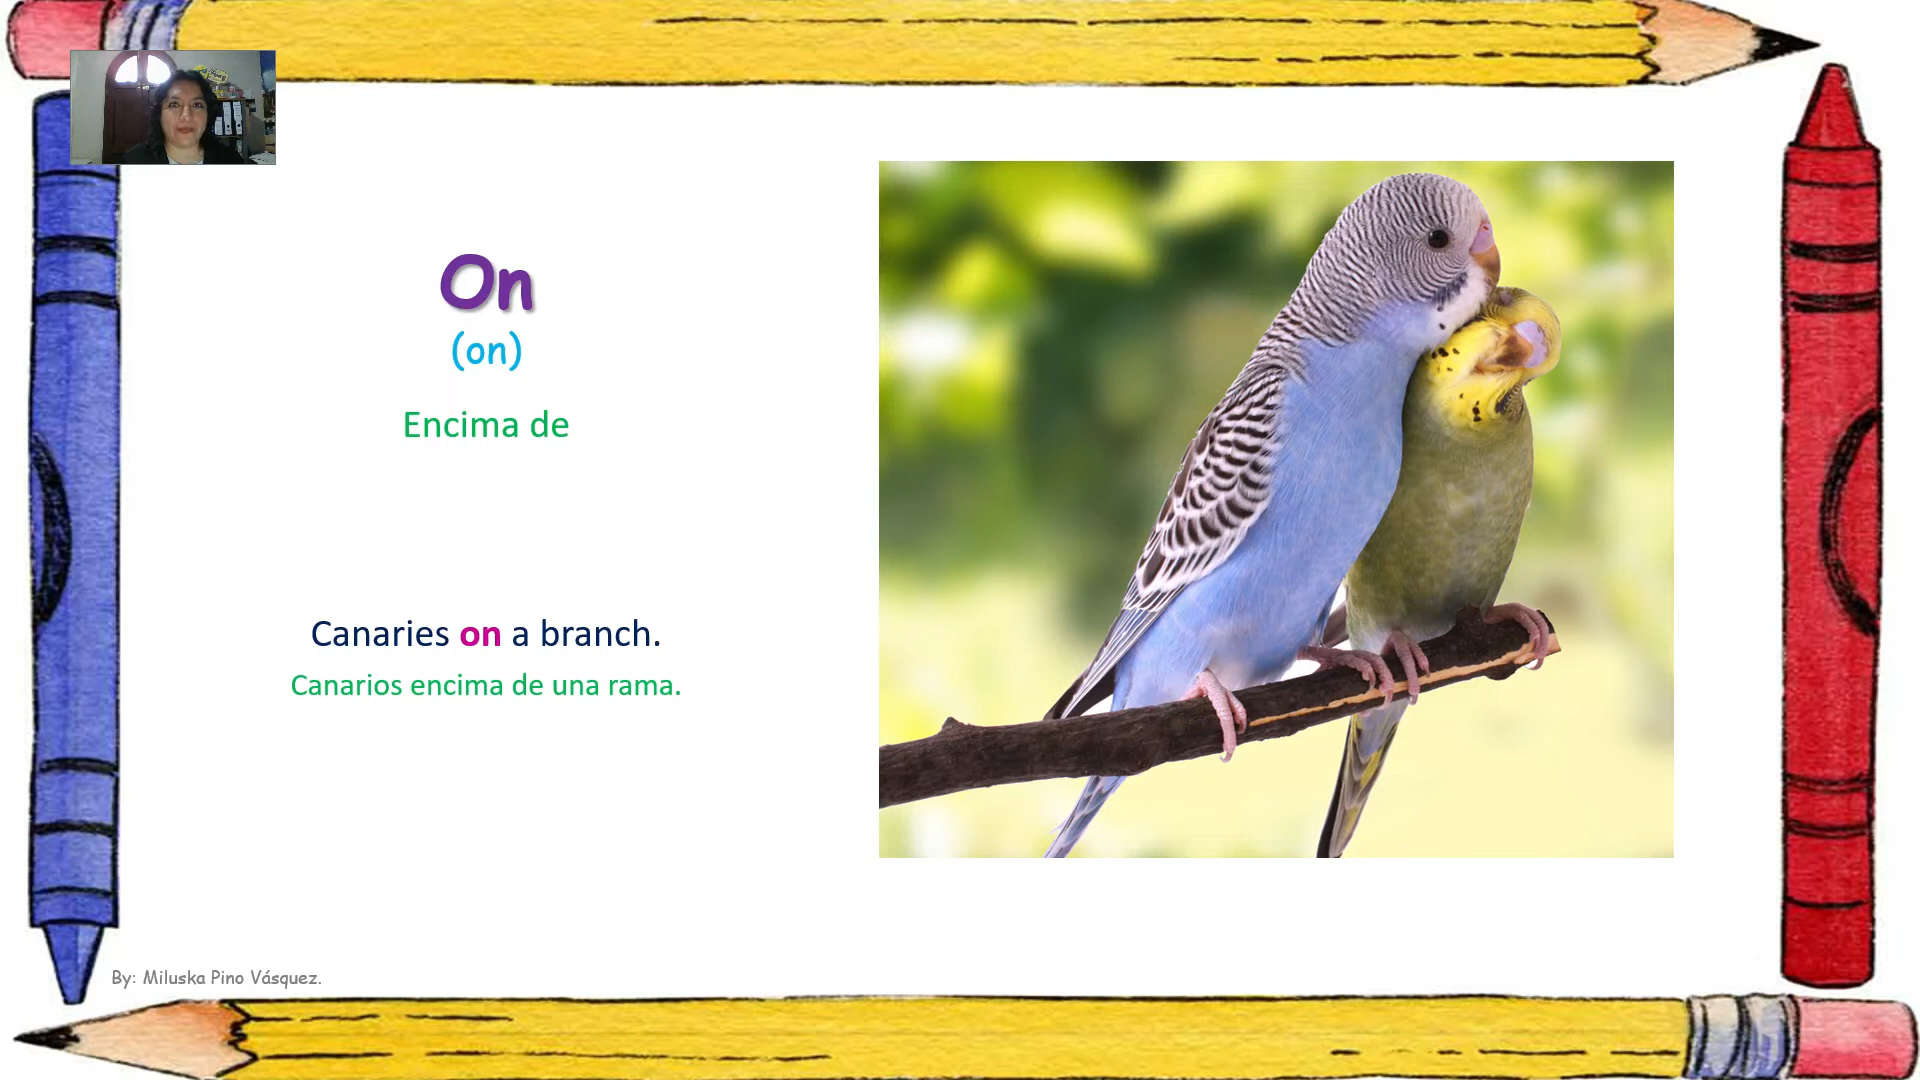 On
(on)
Encima de
Canaries on a branch.
Canarios encima de una rama.
By: Miluska Pino Vásquez.